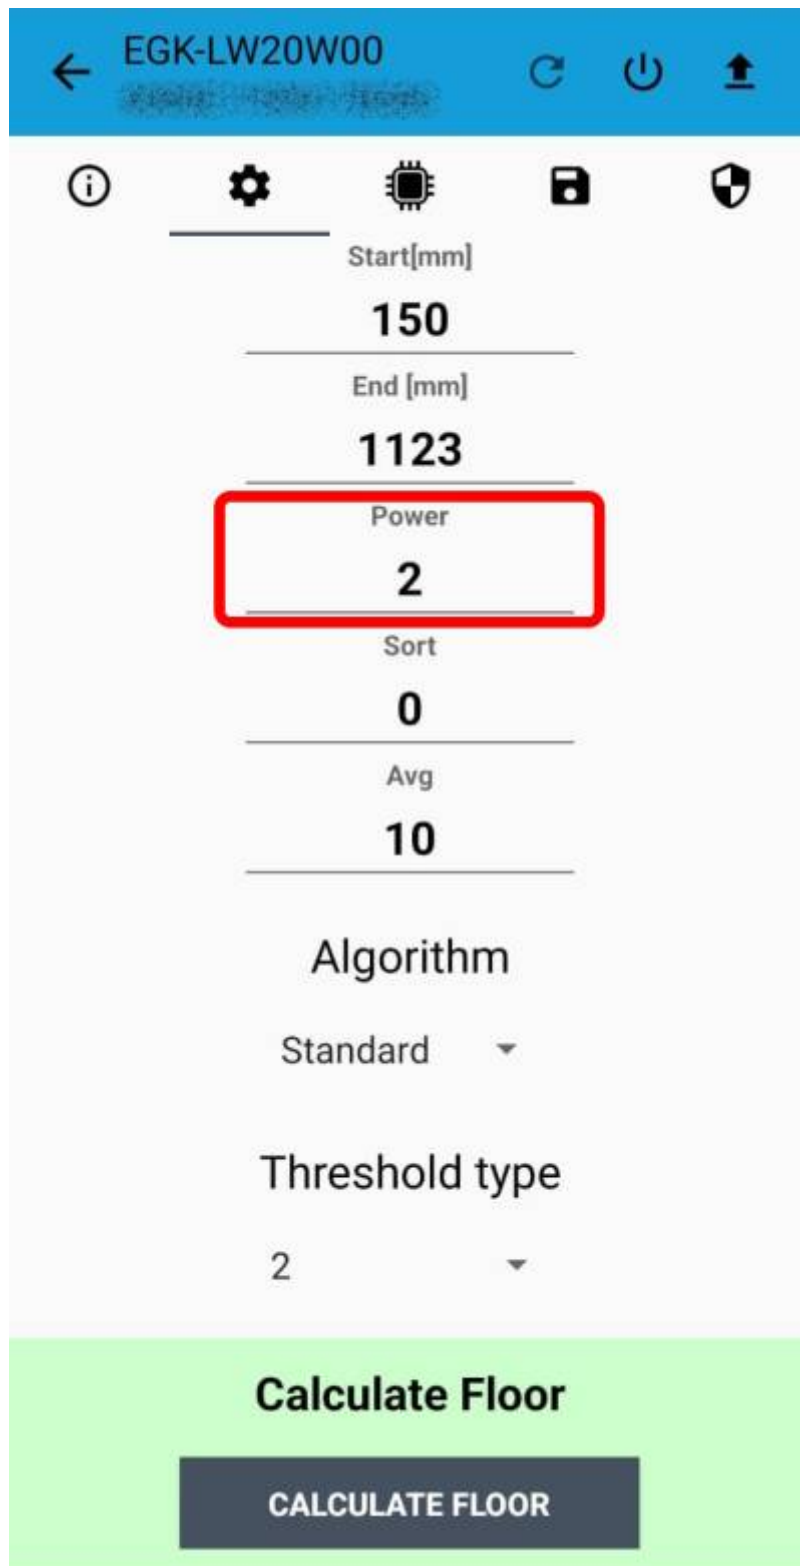 EGK-LW20W00
Start[mm]
150
End [mm]
1123
Power
2
Sort
0
Avg
10
Algorithm
Standard
Threshold type
2
Calculate Floor
CALCULATE FLOOR